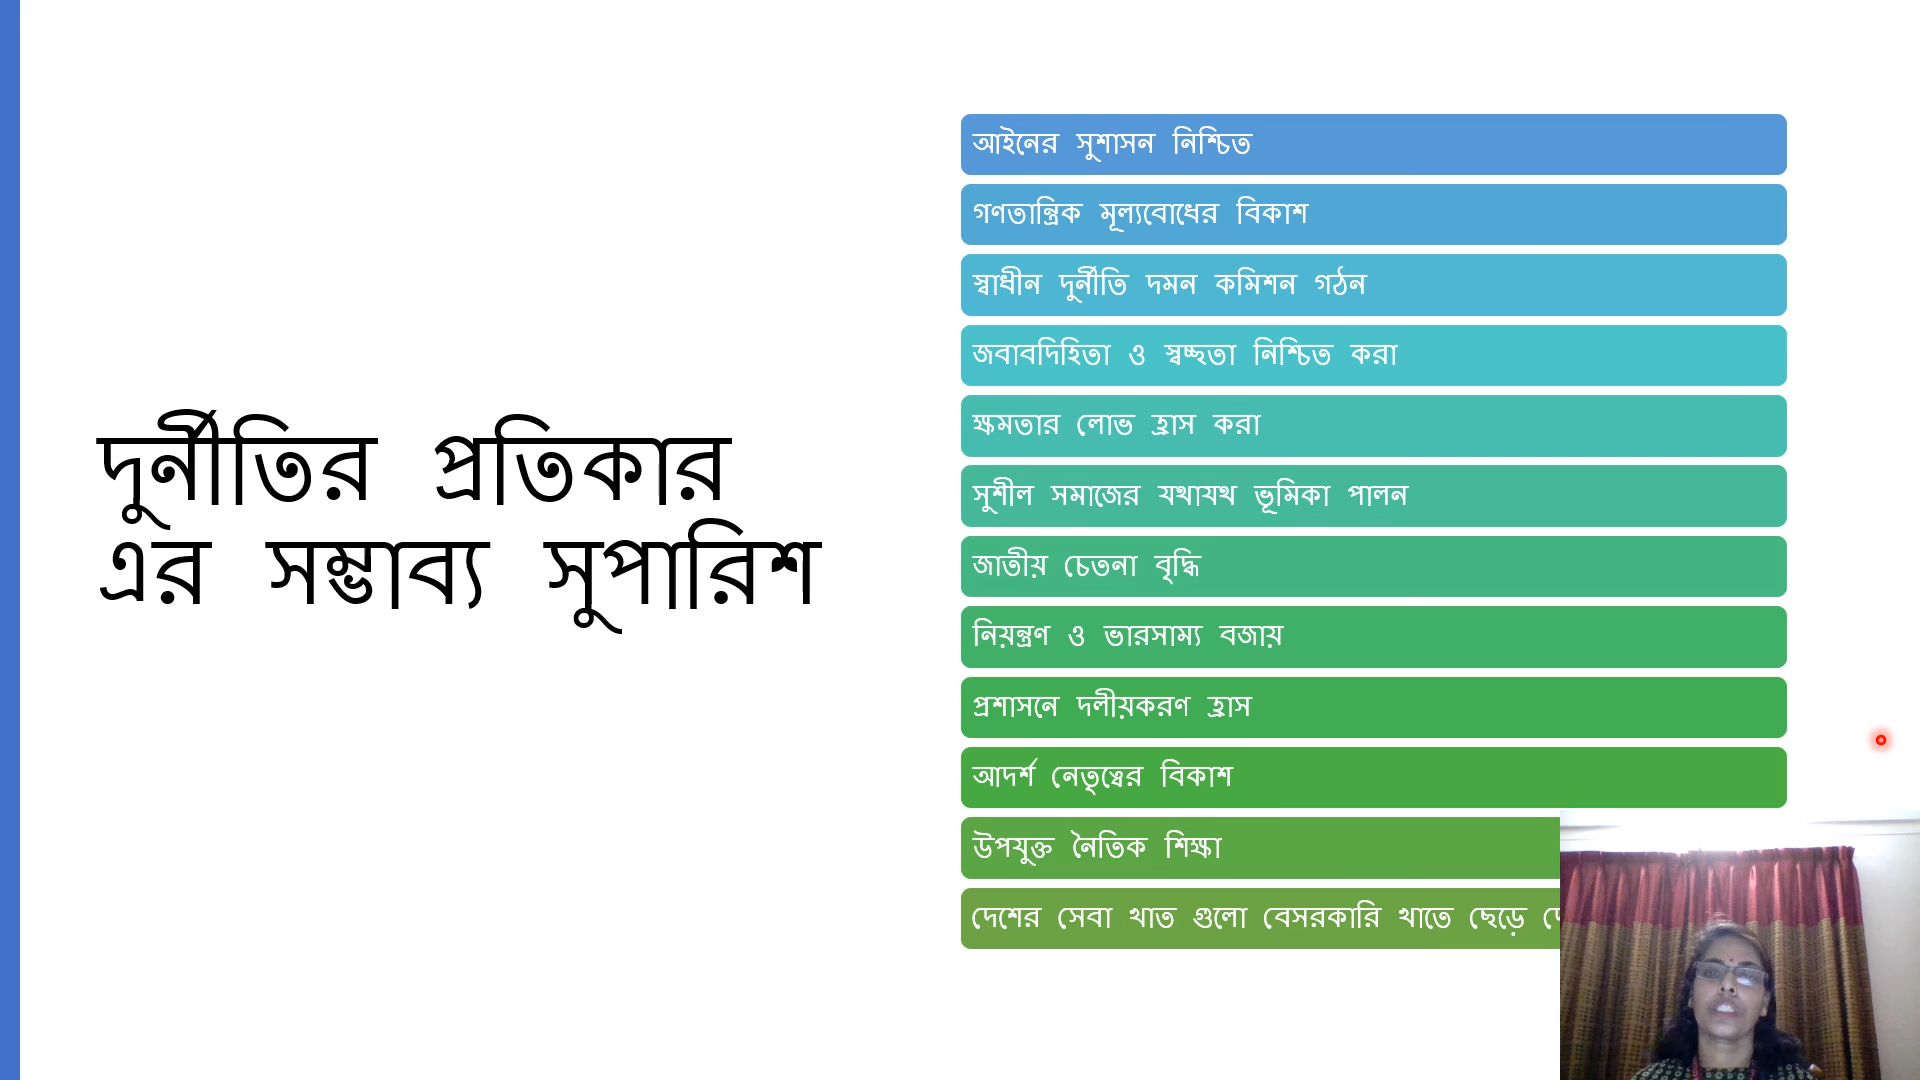 দুর্নীতির প্রতিকার
এর সম্ভাব্য সুপারিশ
আইনের সুশাসন নিশ্চিত
গণতান্ত্রিক মূল্যবোধের বিকাশ
স্বাধীন দুর্নীতি দমন কমিশন গঠন
জবাবদিহিতা ও স্বচ্ছতা নিশ্চিত করা
ক্ষমতার লোভ হ্রাস করা
সুশীল সমাজের যথাযথ ভূমিকা পালন
জাতীয় চেতনা বৃদ্ধি
নিয়ন্ত্রণ ও ভারসাম্য বজায়
প্রশাসনে দলীয়করণ হ্রাস
আদর্শ নেতৃত্বের বিকাশ
উপযুক্ত নৈতিক শিক্ষা
দেশের সেবা খাত গুলো বেসরকারি খাতে ছেড়ে